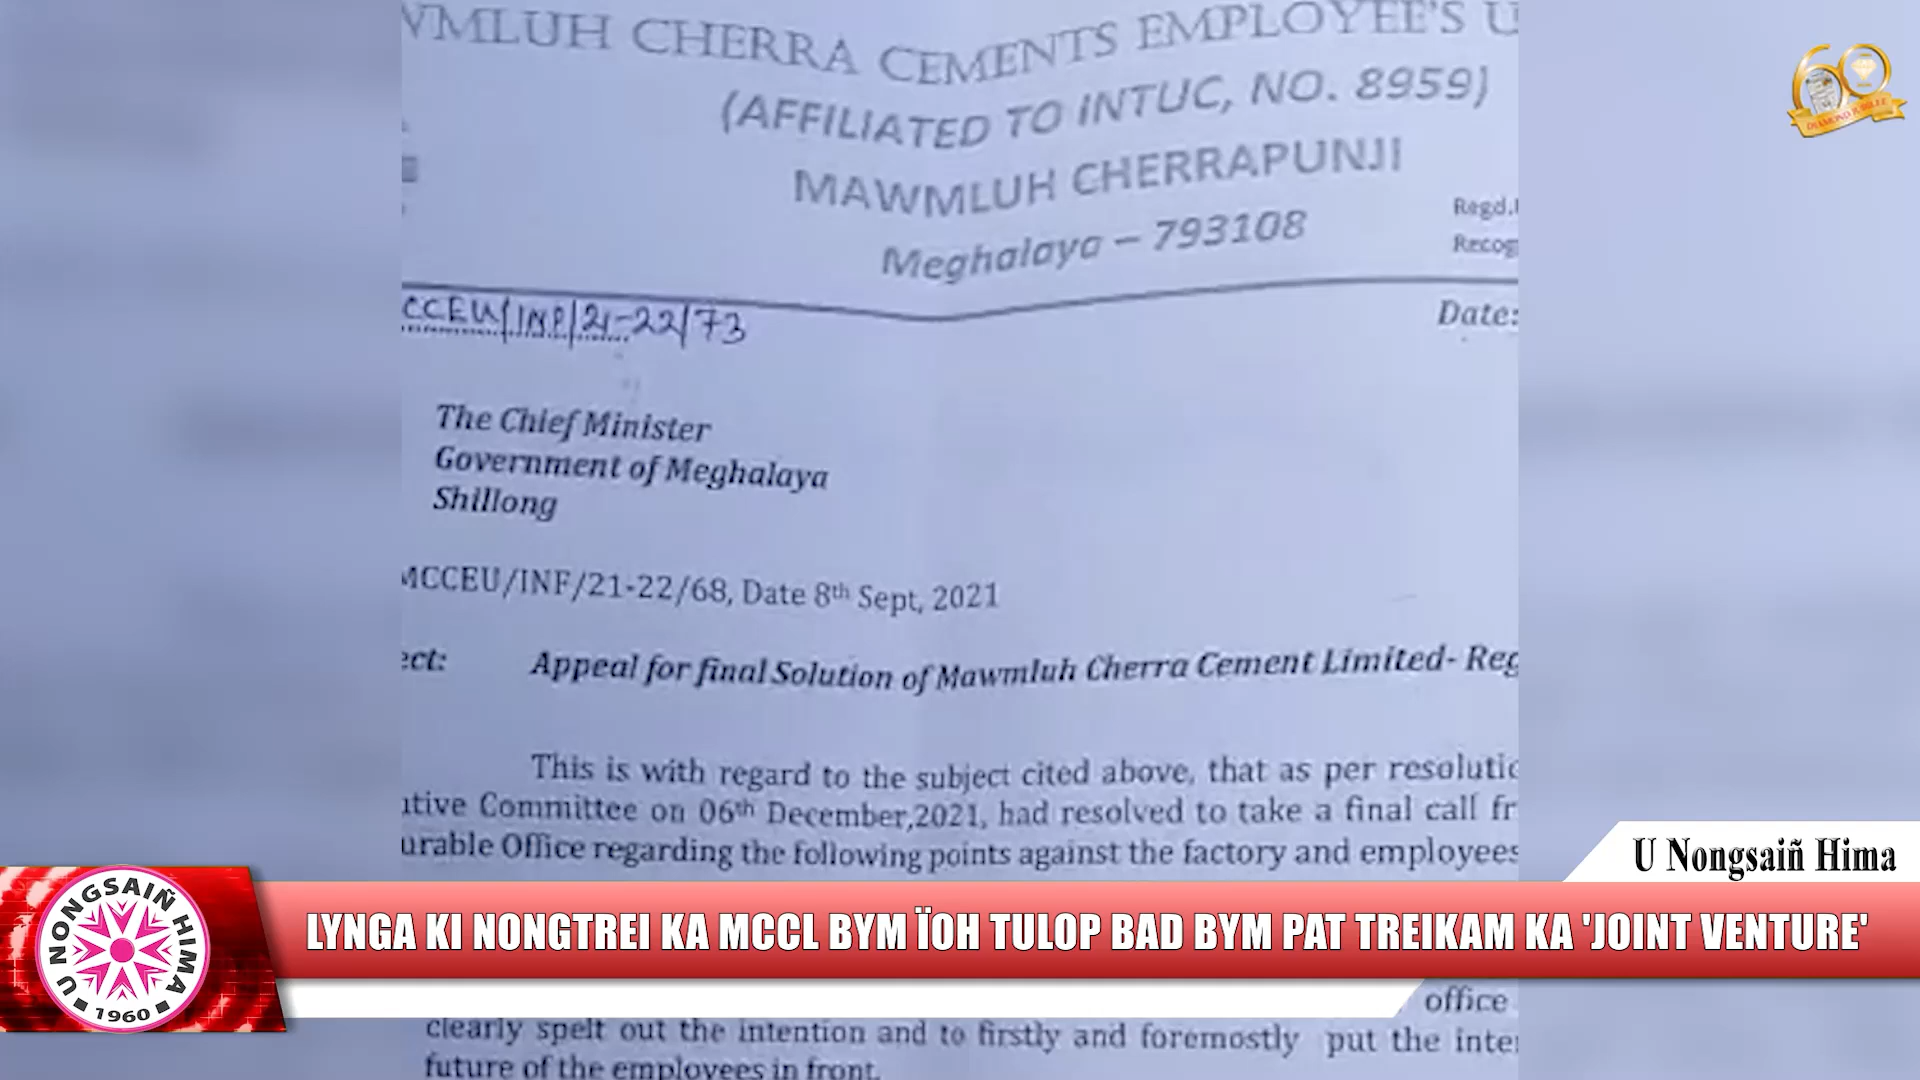 WMLUH CHERRA CEMENTS EMPLOYEE'S U
(AFFILIATED TO INTUC, NO. 8959)
MAWMLUH CHERRAPUNJI
Meghalaya – 793108
Regd.
Recog
CCEU/INF/21-22/73
Date:
The Chief Minister
Government of Meghalaya
Shillong
MCCEU/INF/21-22/68, Date 8th Sept, 2021
ect: Appeal for final Solution of Mawmluh Cherra Cement Limited- Reg
This is with regard to the subject cited above, that as per resolutio
utive Committee on 06th December,2021, had resolved to take a final call fr
urable Office regarding the following points against the factory and employees
U Nongsaiñ Hima
LYNGA KI NONGTREI KA MCCL BYM ÏOH TULOP BAD BYM PAT TREIKAM KA 'JOINT VENTURE'
U NONGSAIÑ HIMA
1960
office
clearly spelt out the intention and to firstly and foremostly put the inte
future of the employees in front.
60
DIAMOND JUBILEE